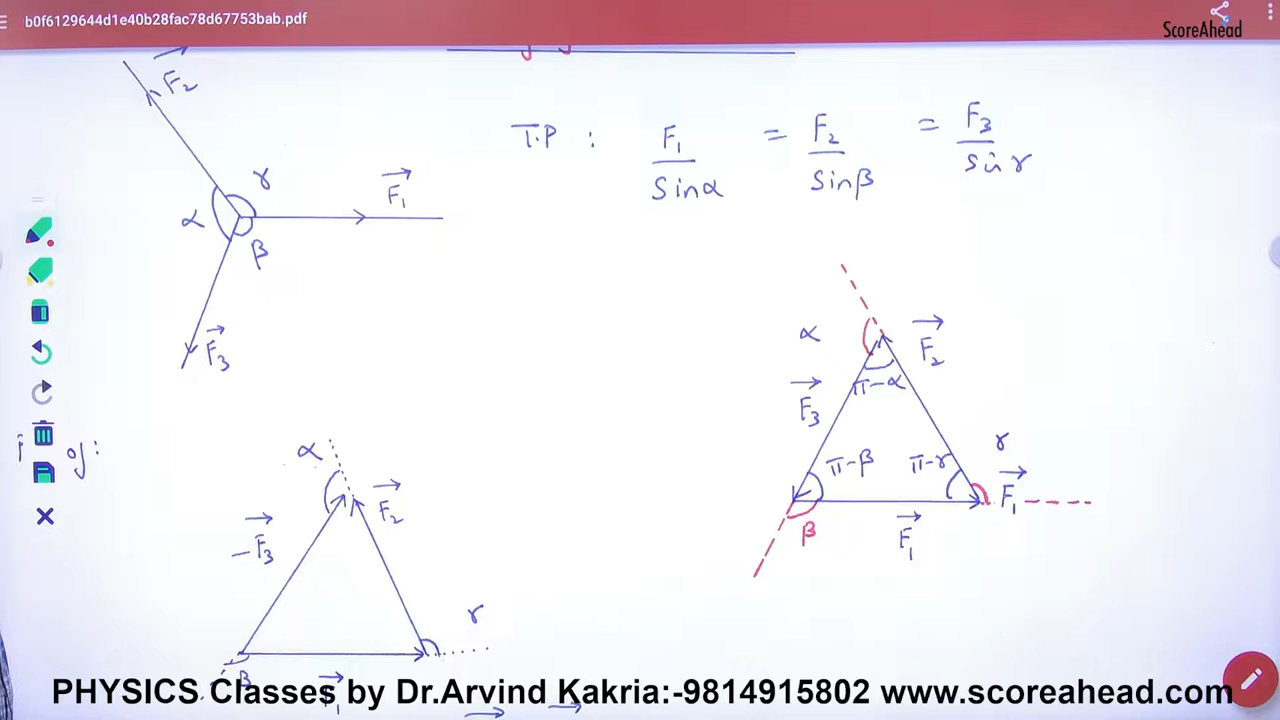 b0f6129644d1e40b28fac78d67753bab.pdf
ScoreAhead
F₂
T.P : F₁/Sinα = F₂/Sinβ = F₃/Sinγ
γ
F₁
α
β
F₃
α
F₂
π-α
F₃
π-β π-γ γ
F₁
β
F₁
α
F₂
-F₃
γ
β
F₁
PHYSICS Classes by Dr.Arvind Kakria:-9814915802 www.scoreahead.com